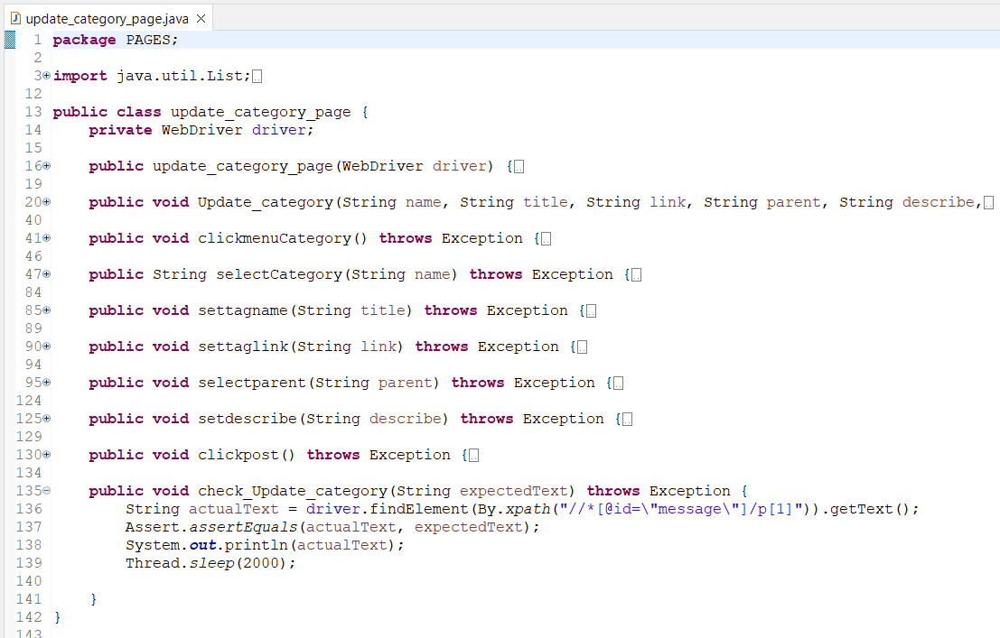 update_category_page.java
1 package PAGES;
2
3 import java.util.List;
12
13 public class update_category_page {
14 private WebDriver driver;
15
16 public update_category_page(WebDriver driver) {
19
20 public void Update_category(String name, String title, String link, String parent, String describe,
40
41 public void clickmenuCategory() throws Exception {
46
47 public String selectCategory(String name) throws Exception {
84
85 public void settagname(String title) throws Exception {
89
90 public void settaglink(String link) throws Exception {
94
95 public void selectparent(String parent) throws Exception {
124
125 public void setdescribe(String describe) throws Exception {
129
130 public void clickpost() throws Exception {
134
135 public void check_Update_category(String expectedText) throws Exception {
136 String actualText = driver.findElement(By.xpath("//*[@id=\"message\"]/p[1]")).getText();
137 Assert.assertEquals(actualText, expectedText);
138 System.out.println(actualText);
139 Thread.sleep(2000);
140
141 }
142 }
143